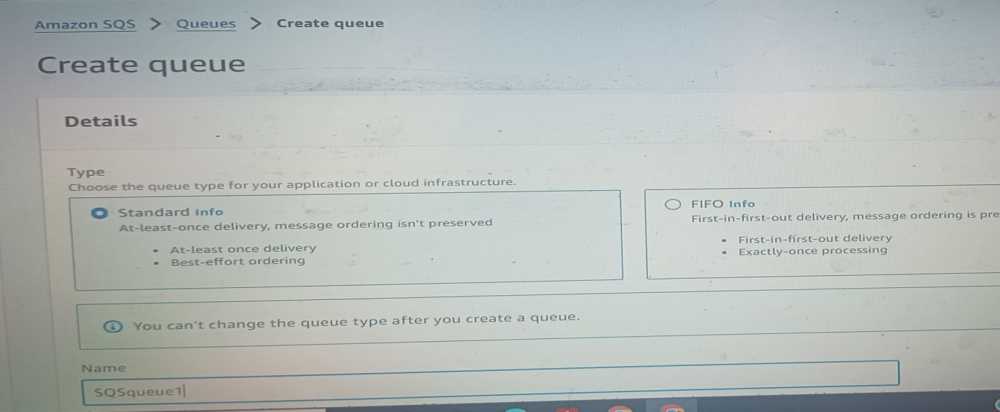 Amazon SQS > Queues > Create queue
Create queue
Details
Type
Choose the queue type for your application or cloud infrastructure.
Standard Info
At-least-once delivery, message ordering isn't preserved
• At-least once delivery
• Best-effort ordering
FIFO Info
First-in-first-out delivery, message ordering is pre
• First-in-first-out delivery
• Exactly-once processing
You can't change the queue type after you create a queue.
Name
SQSqueue1